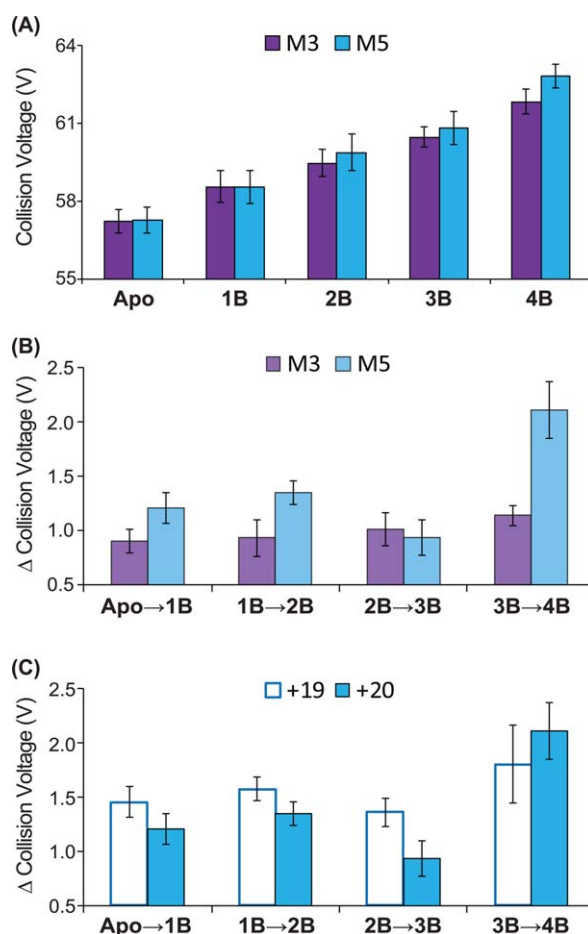 (A)
M3 M5
Collision Voltage (V)
64
61
58
55
Apo 1B 2B 3B 4B
(B)
M3 M5
Δ Collision Voltage (V)
2.5
2.0
1.5
1.0
0.5
Apo→1B 1B→2B 2B→3B 3B→4B
(C)
+19 +20
Δ Collision Voltage (V)
2.5
2.0
1.5
1.0
0.5
Apo→1B 1B→2B 2B→3B 3B→4B